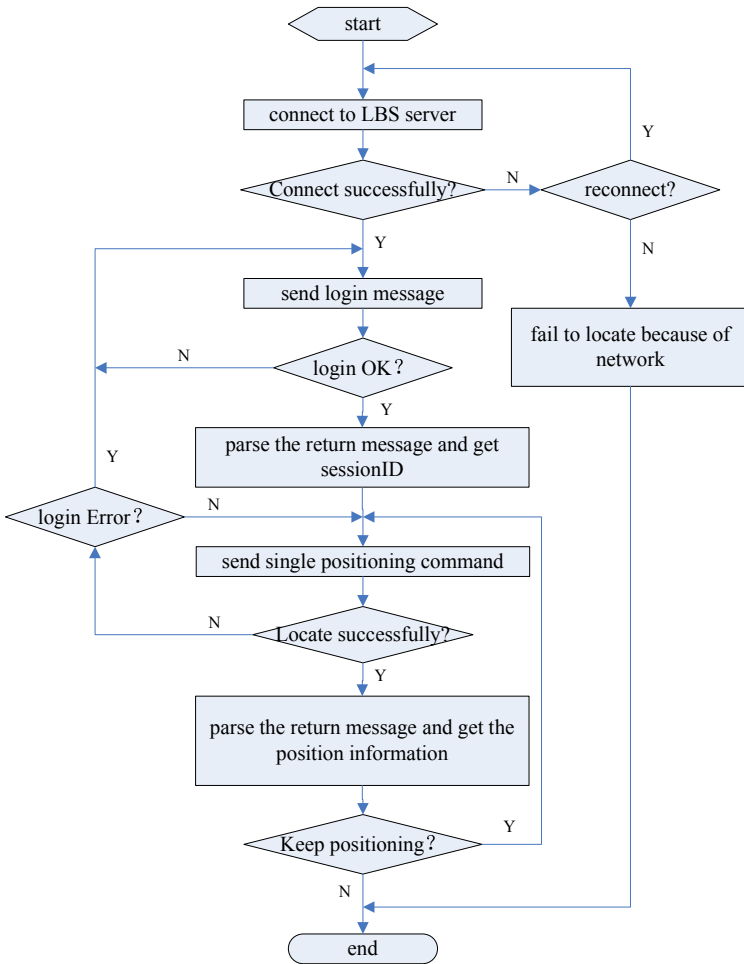 start
connect to LBS server
Y
Connect successfully?
N
reconnect?
Y
N
send login message
fail to locate because of
network
N
login OK？
Y
parse the return message and get
sessionID
Y
login Error？
N
send single positioning command
N
Locate successfully?
Y
parse the return message and get the
position information
Keep positioning？
Y
N
end